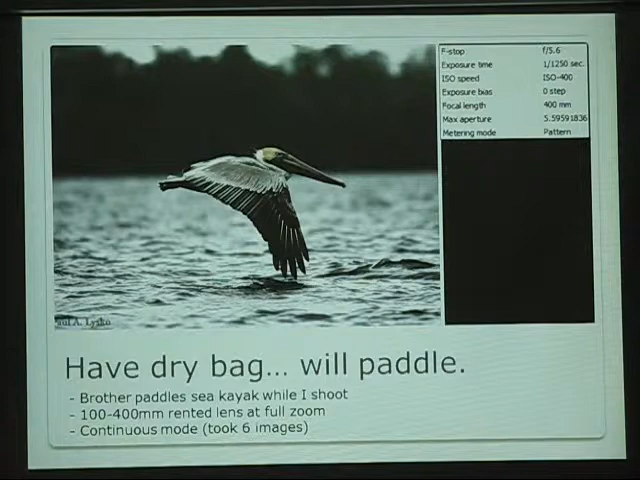 F-stop f/5.6
Exposure time 1/1250 sec.
ISO speed ISO-400
Exposure bias 0 step
Focal length 400 mm
Max aperture 5.59591836
Metering mode Pattern
aul A. Lysko
Have dry bag... will paddle.
- Brother paddles sea kayak while I shoot
- 100-400mm rented lens at full zoom
- Continuous mode (took 6 images)